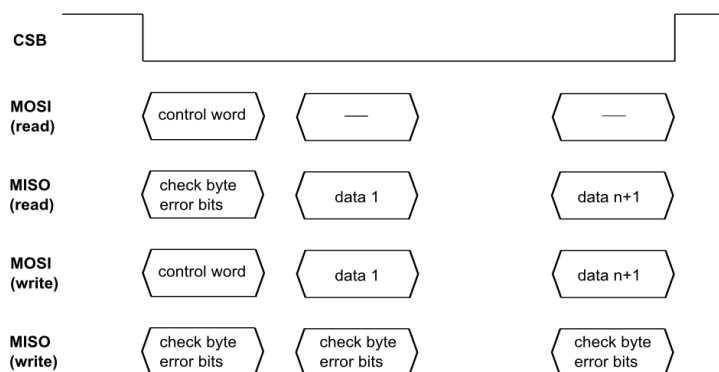 CSB
MOSI
(read)
control word
—
—
MISO
(read)
check byte
error bits
data 1
data n+1
MOSI
(write)
control word
data 1
data n+1
MISO
(write)
check byte
error bits
check byte
error bits
check byte
error bits